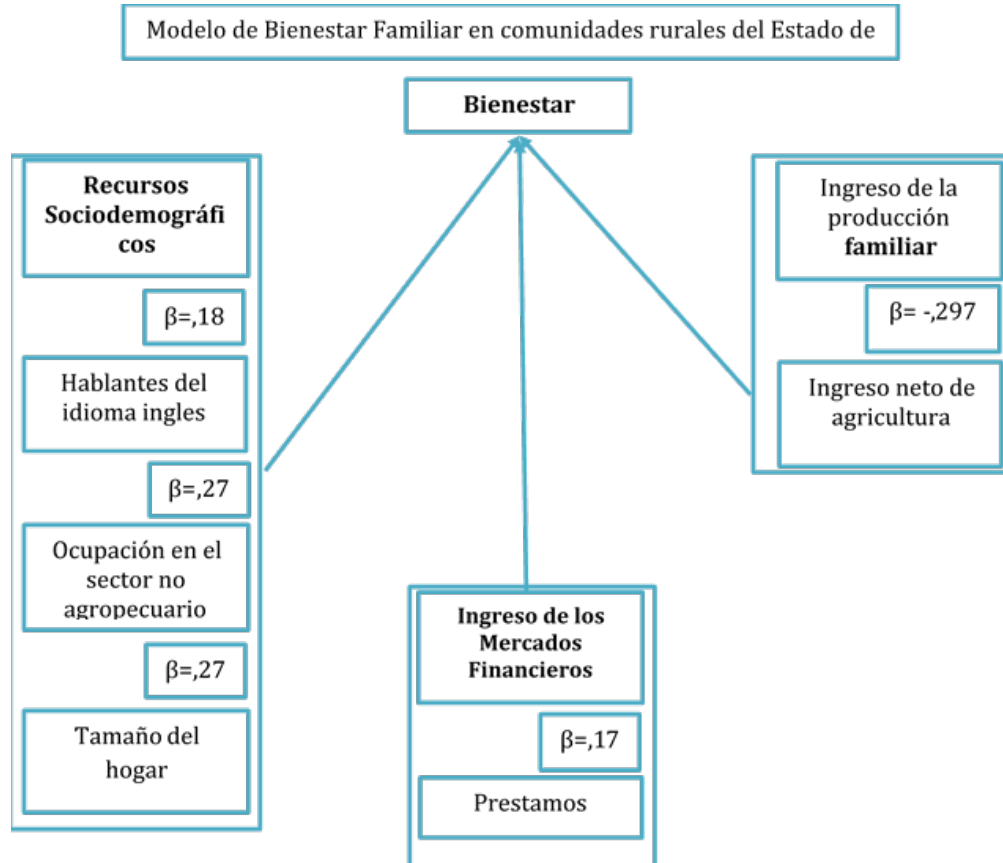 Modelo de Bienestar Familiar en comunidades rurales del Estado de
Bienestar
Recursos
Sociodemográfi
cos
β=,18
Hablantes del
idioma ingles
β=,27
Ocupación en el
sector no
agropecuario
β=,27
Tamaño del
hogar
Ingreso de los
Mercados
Financieros
β=,17
Prestamos
Ingreso de la
producción
familiar
β= -,297
Ingreso neto de
agricultura